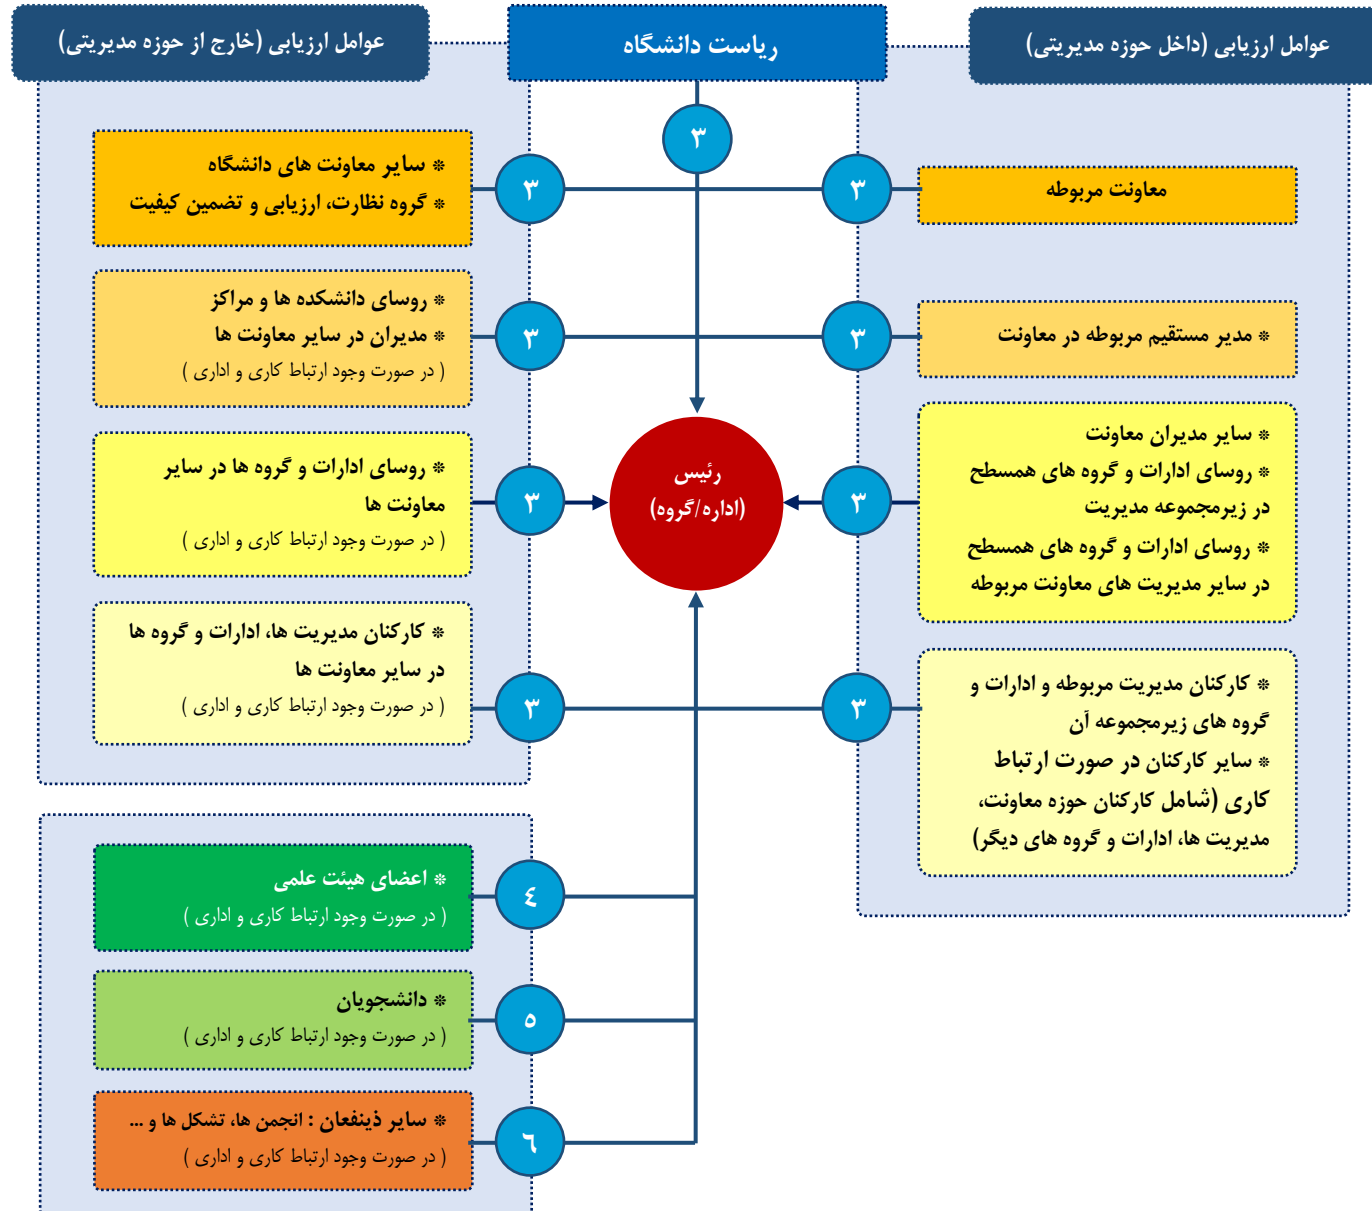 عوامل ارزیابی (داخل حوزه مدیریتی)
ریاست دانشگاه
عوامل ارزیابی (خارج از حوزه مدیریتی)
۳
معاونت مربوطه
۳
۳
* سایر معاونت های دانشگاه
* گروه نظارت، ارزیابی و تضمین کیفیت
* مدیر مستقیم مربوطه در معاونت
۳
۳
* روسای دانشکده ها و مراکز
* مدیران در سایر معاونت ها
( در صورت وجود ارتباط کاری و اداری )
* سایر مدیران معاونت
* روسای ادارات و گروه های همسطح
در زیرمجموعه مدیریت
* روسای ادارات و گروه های همسطح
در سایر مدیریت های معاونت مربوطه
۳
رئیس
(اداره/گروه)
۳
* روسای ادارات و گروه ها در سایر
معاونت ها
( در صورت وجود ارتباط کاری و اداری )
* کارکنان مدیریت مربوطه و ادارات و
گروه های زیرمجموعه آن
* سایر کارکنان در صورت ارتباط
کاری (شامل کارکنان حوزه معاونت،
مدیریت ها، ادارات و گروه های دیگر)
۳
۳
* کارکنان مدیریت ها، ادارات و گروه ها
در سایر معاونت ها
( در صورت وجود ارتباط کاری و اداری )
٤
* اعضای هیئت علمی
( در صورت وجود ارتباط کاری و اداری )
٥
* دانشجویان
( در صورت وجود ارتباط کاری و اداری )
٦
* سایر ذینفعان : انجمن ها، تشکل ها و ...
( در صورت وجود ارتباط کاری و اداری )